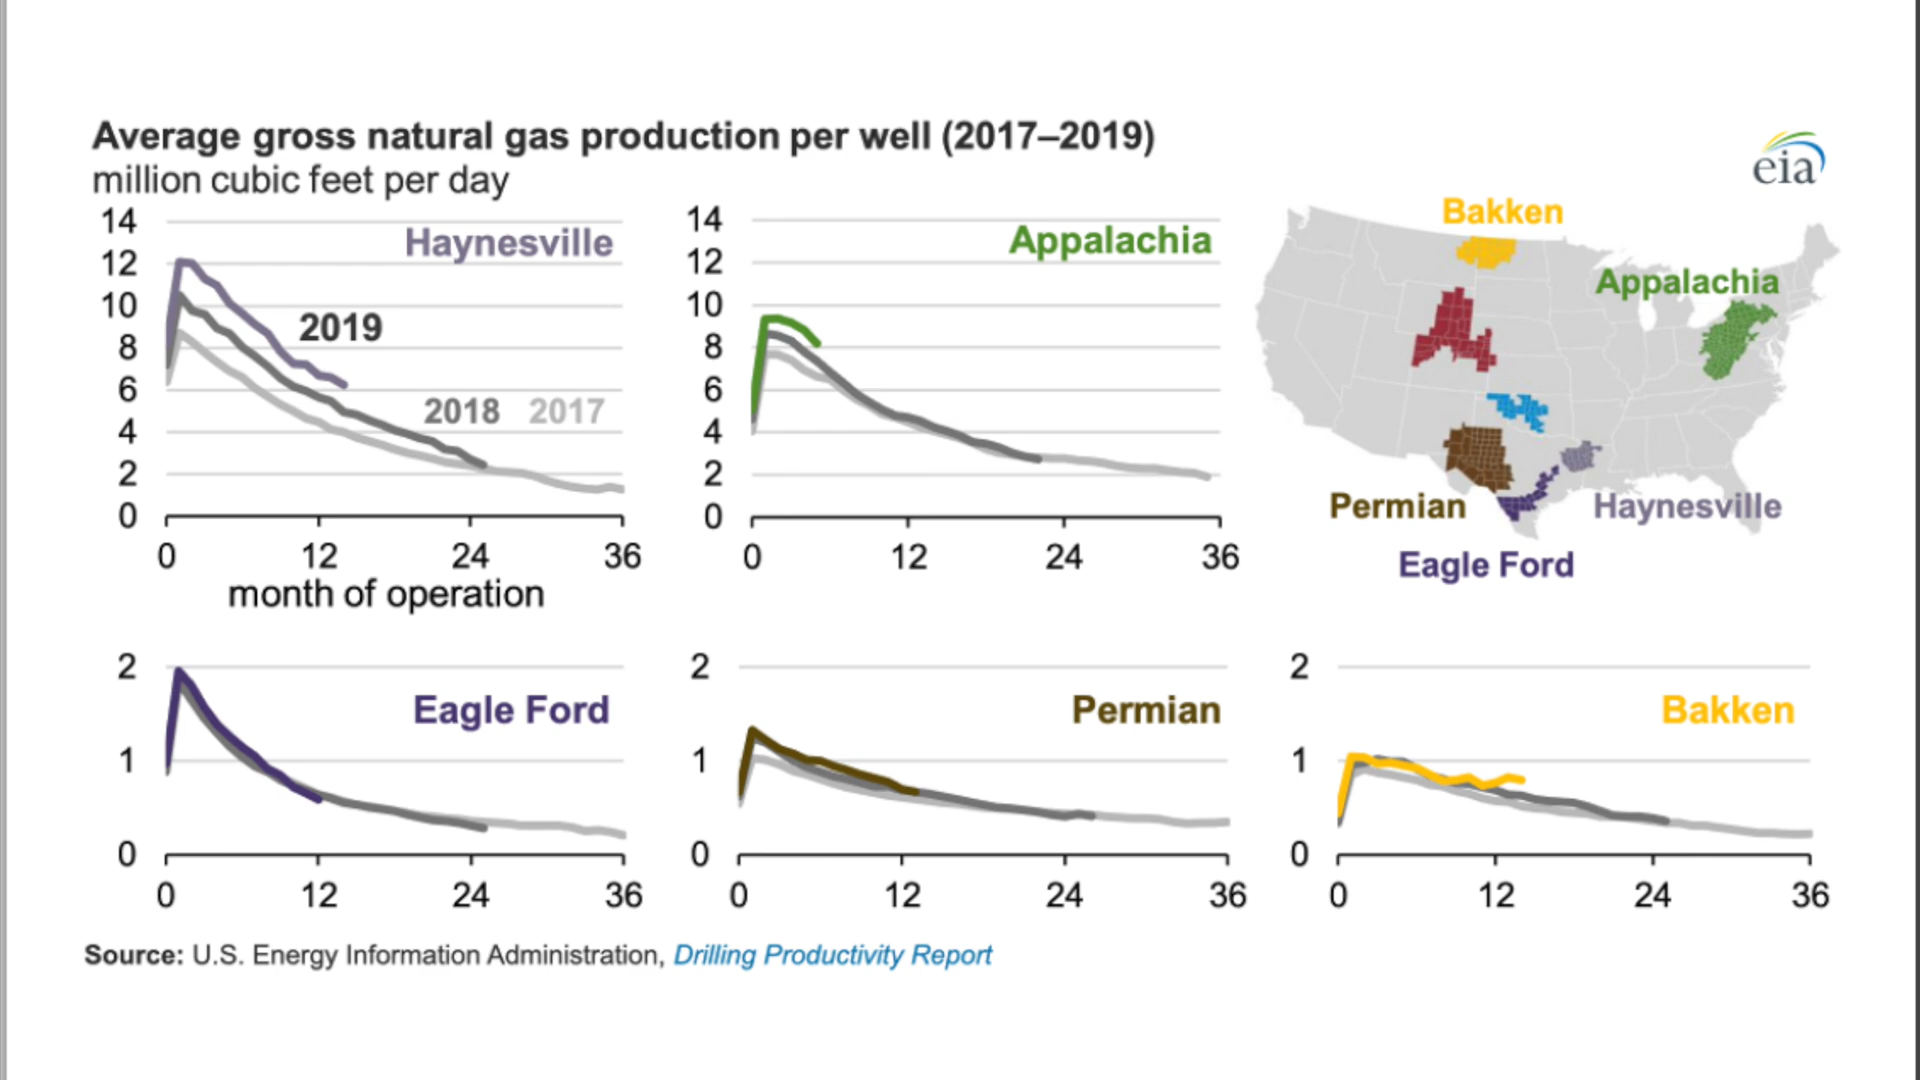 Average gross natural gas production per well (2017–2019)
million cubic feet per day
eia
14
12
10
8
6
4
2
0
Haynesville
2019
2018 2017
0 12 24 36
month of operation
14
12
10
8
6
4
2
0
Appalachia
0 12 24 36
Bakken
Appalachia
Permian
Haynesville
Eagle Ford
2
1
0
Eagle Ford
0 12 24 36
2
1
0
Permian
0 12 24 36
2
1
0
Bakken
0 12 24 36
Source: U.S. Energy Information Administration, Drilling Productivity Report